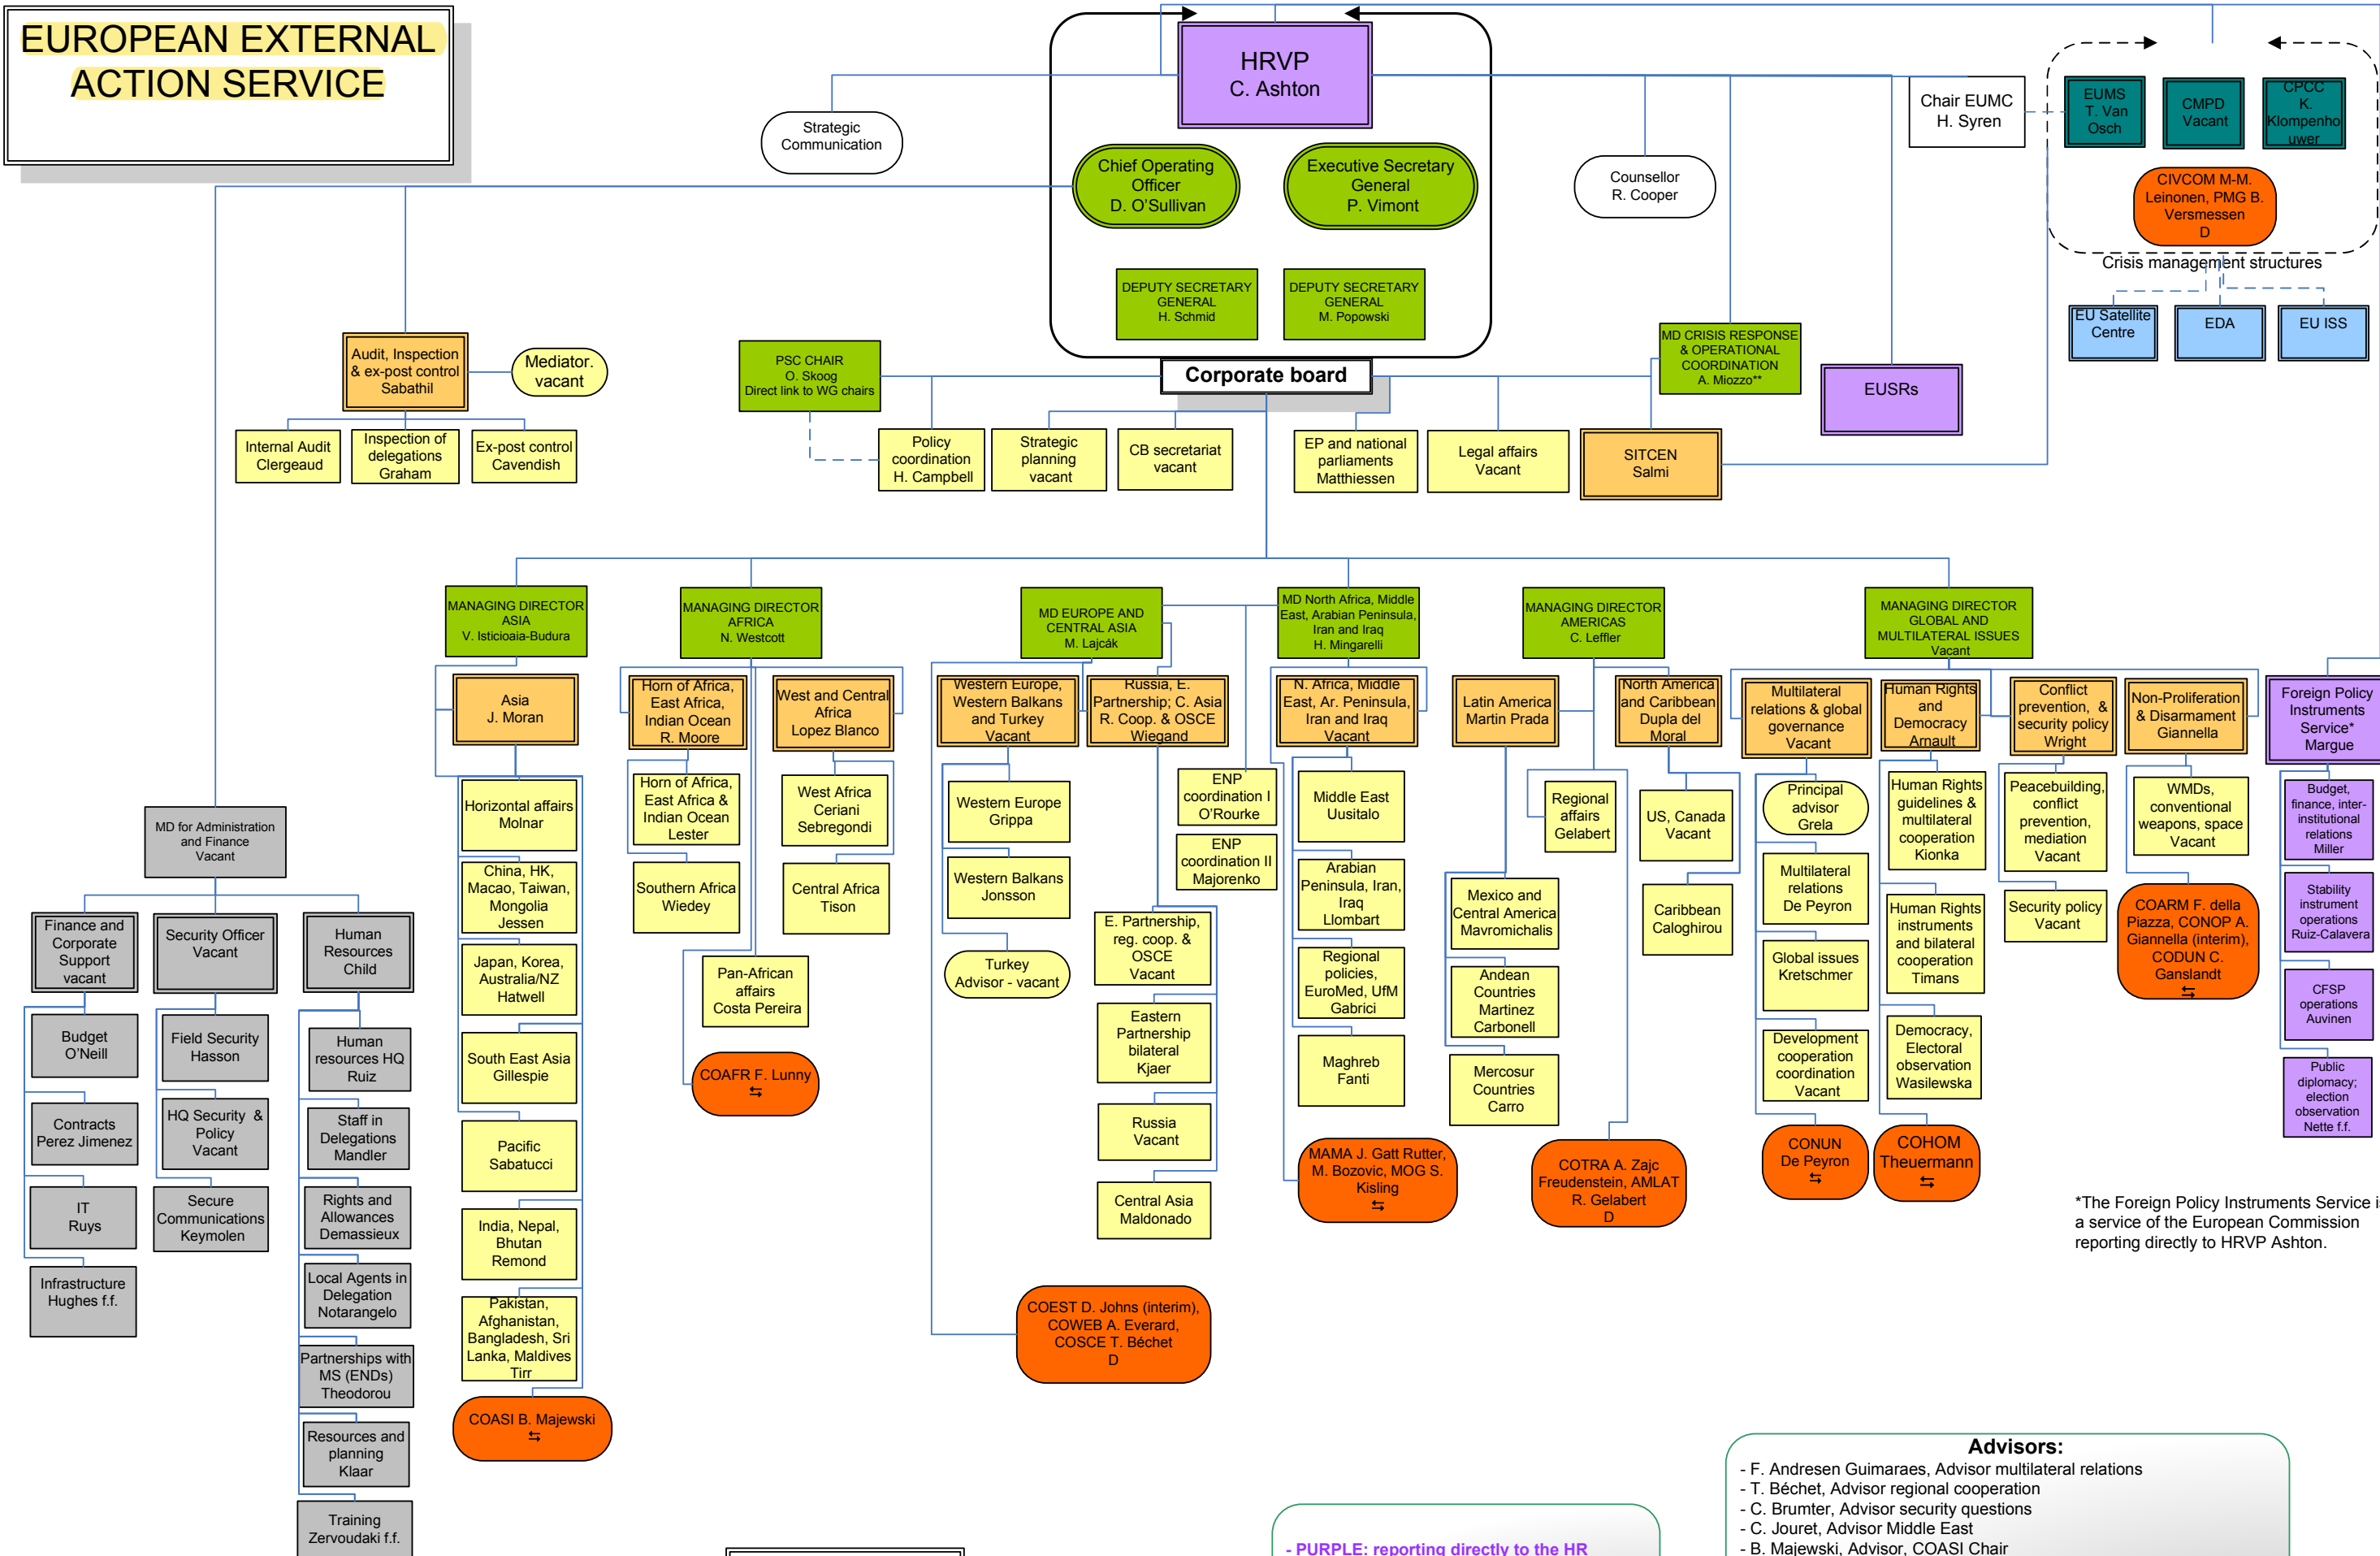 EUROPEAN EXTERNAL
ACTION SERVICE
HRVP
C. Ashton
Strategic
Communication
Chief Operating
Officer
D. O'Sullivan
Executive Secretary
General
P. Vimont
Counsellor
R. Cooper
Chair EUMC
H. Syren
EUMS
T. Van
Osch
CMPD
Vacant
CPCC
K.
Klompenho
uwer
CIVCOM M-M.
Leinonen, PMG B.
Versmessen
D
Crisis management structures
DEPUTY SECRETARY
GENERAL
H. Schmid
DEPUTY SECRETARY
GENERAL
M. Popowski
EU Satellite
Centre
EDA
EU ISS
Audit, Inspection
& ex-post control
Sabathil
Mediator.
vacant
PSC CHAIR
O. Skoog
Direct link to WG chairs
Corporate board
MD CRISIS RESPONSE
& OPERATIONAL
COORDINATION
A. Miozzo**
EUSRs
Internal Audit
Clergeaud
Inspection of
delegations
Graham
Ex-post control
Cavendish
Policy
coordination
H. Campbell
Strategic
planning
vacant
CB secretariat
vacant
EP and national
parliaments
Matthiessen
Legal affairs
Vacant
SITCEN
Salmi
MANAGING DIRECTOR
ASIA
V. Isticioaia-Budura
MANAGING DIRECTOR
AFRICA
N. Westcott
MD EUROPE AND
CENTRAL ASIA
M. Lajcák
MD North Africa, Middle
East, Arabian Peninsula,
Iran and Iraq
H. Mingarelli
MANAGING DIRECTOR
AMERICAS
C. Leffler
MANAGING DIRECTOR
GLOBAL AND
MULTILATERAL ISSUES
Vacant
Asia
J. Moran
Horn of Africa,
East Africa,
Indian Ocean
R. Moore
West and Central
Africa
Lopez Blanco
Western Europe,
Western Balkans
and Turkey
Vacant
Russia, E.
Partnership; C. Asia
R. Coop. & OSCE
Wiegand
N. Africa, Middle
East, Ar. Peninsula,
Iran and Iraq
Vacant
Latin America
Martin Prada
North America
and Caribbean
Dupla del
Moral
Multilateral
relations & global
governance
Vacant
Human Rights
and
Democracy
Arnault
Conflict
prevention, &
security policy
Wright
Non-Proliferation
& Disarmament
Giannella
Foreign Policy
Instruments
Service*
Margue
MD for Administration
and Finance
Vacant
Finance and
Corporate
Support
vacant
Security Officer
Vacant
Human
Resources
Child
Budget
O'Neill
Contracts
Perez Jimenez
IT
Ruys
Infrastructure
Hughes f.f.
Field Security
Hasson
HQ Security &
Policy
Vacant
Secure
Communications
Keymolen
Human
resources HQ
Ruiz
Staff in
Delegations
Mandler
Rights and
Allowances
Demassieux
Local Agents in
Delegation
Notarangelo
Partnerships with
MS (ENDs)
Theodorou
Resources and
planning
Klaar
Training
Zervoudaki f.f.
Horizontal affairs
Molnar
China, HK,
Macao, Taiwan,
Mongolia
Jessen
Japan, Korea,
Australia/NZ
Hatwell
South East Asia
Gillespie
Pacific
Sabatucci
India, Nepal,
Bhutan
Remond
Pakistan,
Afghanistan,
Bangladesh, Sri
Lanka, Maldives
Tirr
COASI B. Majewski
⇆
Horn of Africa,
East Africa &
Indian Ocean
Lester
Southern Africa
Wiedey
West Africa
Ceriani
Sebregondi
Central Africa
Tison
Pan-African
affairs
Costa Pereira
COAFR F. Lunny
⇆
Western Europe
Grippa
Western Balkans
Jonsson
Turkey
Advisor - vacant
ENP
coordination I
O'Rourke
ENP
coordination II
Majorenko
E. Partnership,
reg. coop. &
OSCE
Vacant
Eastern
Partnership
bilateral
Kjaer
Russia
Vacant
Central Asia
Maldonado
COEST D. Johns (interim),
COWEB A. Everard,
COSCE T. Béchet
D
Middle East
Uusitalo
Arabian
Peninsula, Iran,
Iraq
Llombart
Regional
policies,
EuroMed, UfM
Gabrici
Maghreb
Fanti
MAMA J. Gatt Rutter,
M. Bozovic, MOG S.
Kisling
⇆
Regional
affairs
Gelabert
Mexico and
Central America
Mavromichalis
Andean
Countries
Martinez
Carbonell
Mercosur
Countries
Carro
US, Canada
Vacant
Caribbean
Caloghirou
COTRA A. Zajc
Freudenstein, AMLAT
R. Gelabert
D
Principal
advisor
Grela
Multilateral
relations
De Peyron
Global issues
Kretschmer
Development
cooperation
coordination
Vacant
CONUN
De Peyron
⇆
Human Rights
guidelines &
multilateral
cooperation
Kionka
Human Rights
instruments
and bilateral
cooperation
Timans
Democracy,
Electoral
observation
Wasilewska
COHOM
Theuermann
⇆
Peacebuilding,
conflict
prevention,
mediation
Vacant
Security policy
Vacant
WMDs,
conventional
weapons, space
Vacant
COARM F. della
Piazza, CONOP A.
Giannella (interim),
CODUN C.
Ganslandt
⇆
Budget,
finance, inter-
institutional
relations
Miller
Stability
instrument
operations
Ruiz-Calavera
CFSP
operations
Auvinen
Public
diplomacy;
election
observation
Nette f.f.
*The Foreign Policy Instruments Service is
a service of the European Commission
reporting directly to HRVP Ashton.
- PURPLE: reporting directly to the HR
Advisors:
- F. Andresen Guimaraes, Advisor multilateral relations
- T. Béchet, Advisor regional cooperation
- C. Brumter, Advisor security questions
- C. Jouret, Advisor Middle East
- B. Majewski, Advisor, COASI Chair